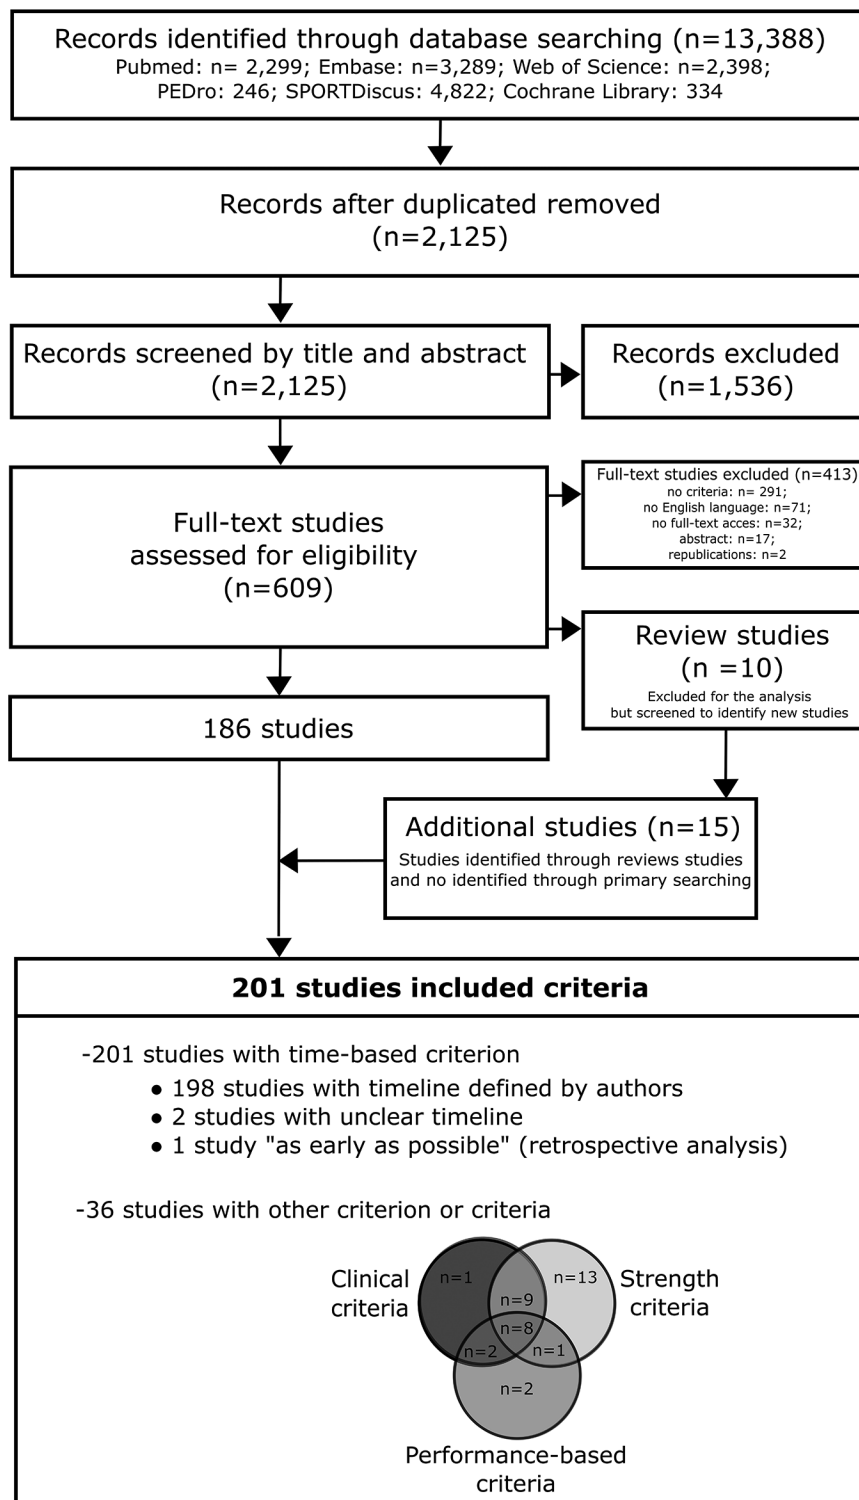 Records identified through database searching (n=13,388)
Pubmed: n= 2,299; Embase: n=3,289; Web of Science: n=2,398;
PEDro: 246; SPORTDiscus: 4,822; Cochrane Library: 334
Records after duplicated removed
(n=2,125)
Records screened by title and abstract
(n=2,125)
Records excluded
(n=1,536)
Full-text studies
assessed for eligibility
(n=609)
Full-text studies excluded (n=413)
no criteria: n= 291;
no English language: n=71;
no full-text acces: n=32;
abstract: n=17;
republications: n=2
Review studies
(n =10)
Excluded for the analysis
but screened to identify new studies
186 studies
Additional studies (n=15)
Studies identified through reviews studies
and no identified through primary searching
201 studies included criteria
-201 studies with time-based criterion
● 198 studies with timeline defined by authors
● 2 studies with unclear timeline
● 1 study "as early as possible" (retrospective analysis)
-36 studies with other criterion or criteria
Clinical
criteria
n=1
n=13
Strength
criteria
n=9
n=8
n=2
n=1
n=2
Performance-based
criteria